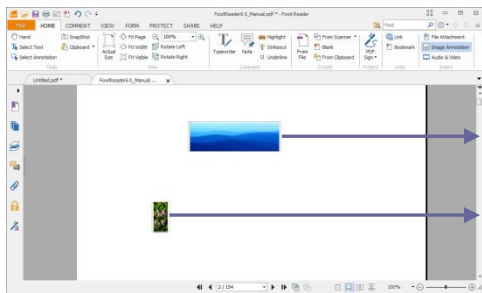 FoxitReader6.0_Manual.pdf * - Foxit Reader
FILE HOME COMMENT VIEW FORM PROTECT SHARE HELP
Find
Hand
Select Text
Select Annotation
SnapShot
Clipboard
Tools
Actual Size
Fit Page
Fit Width
Fit Visible
100%
Rotate Left
Rotate Right
View
Typewriter
Note
Highlight
Strikeout
Underline
Comment
From File
From Scanner
Blank
From Clipboard
Create
PDF Sign
Protect
Link
Bookmark
Links
File Attachment
Image Annotation
Audio & Video
Insert
Untitled.pdf *
FoxitReader6.0_Manual ....
2 / 154
100%